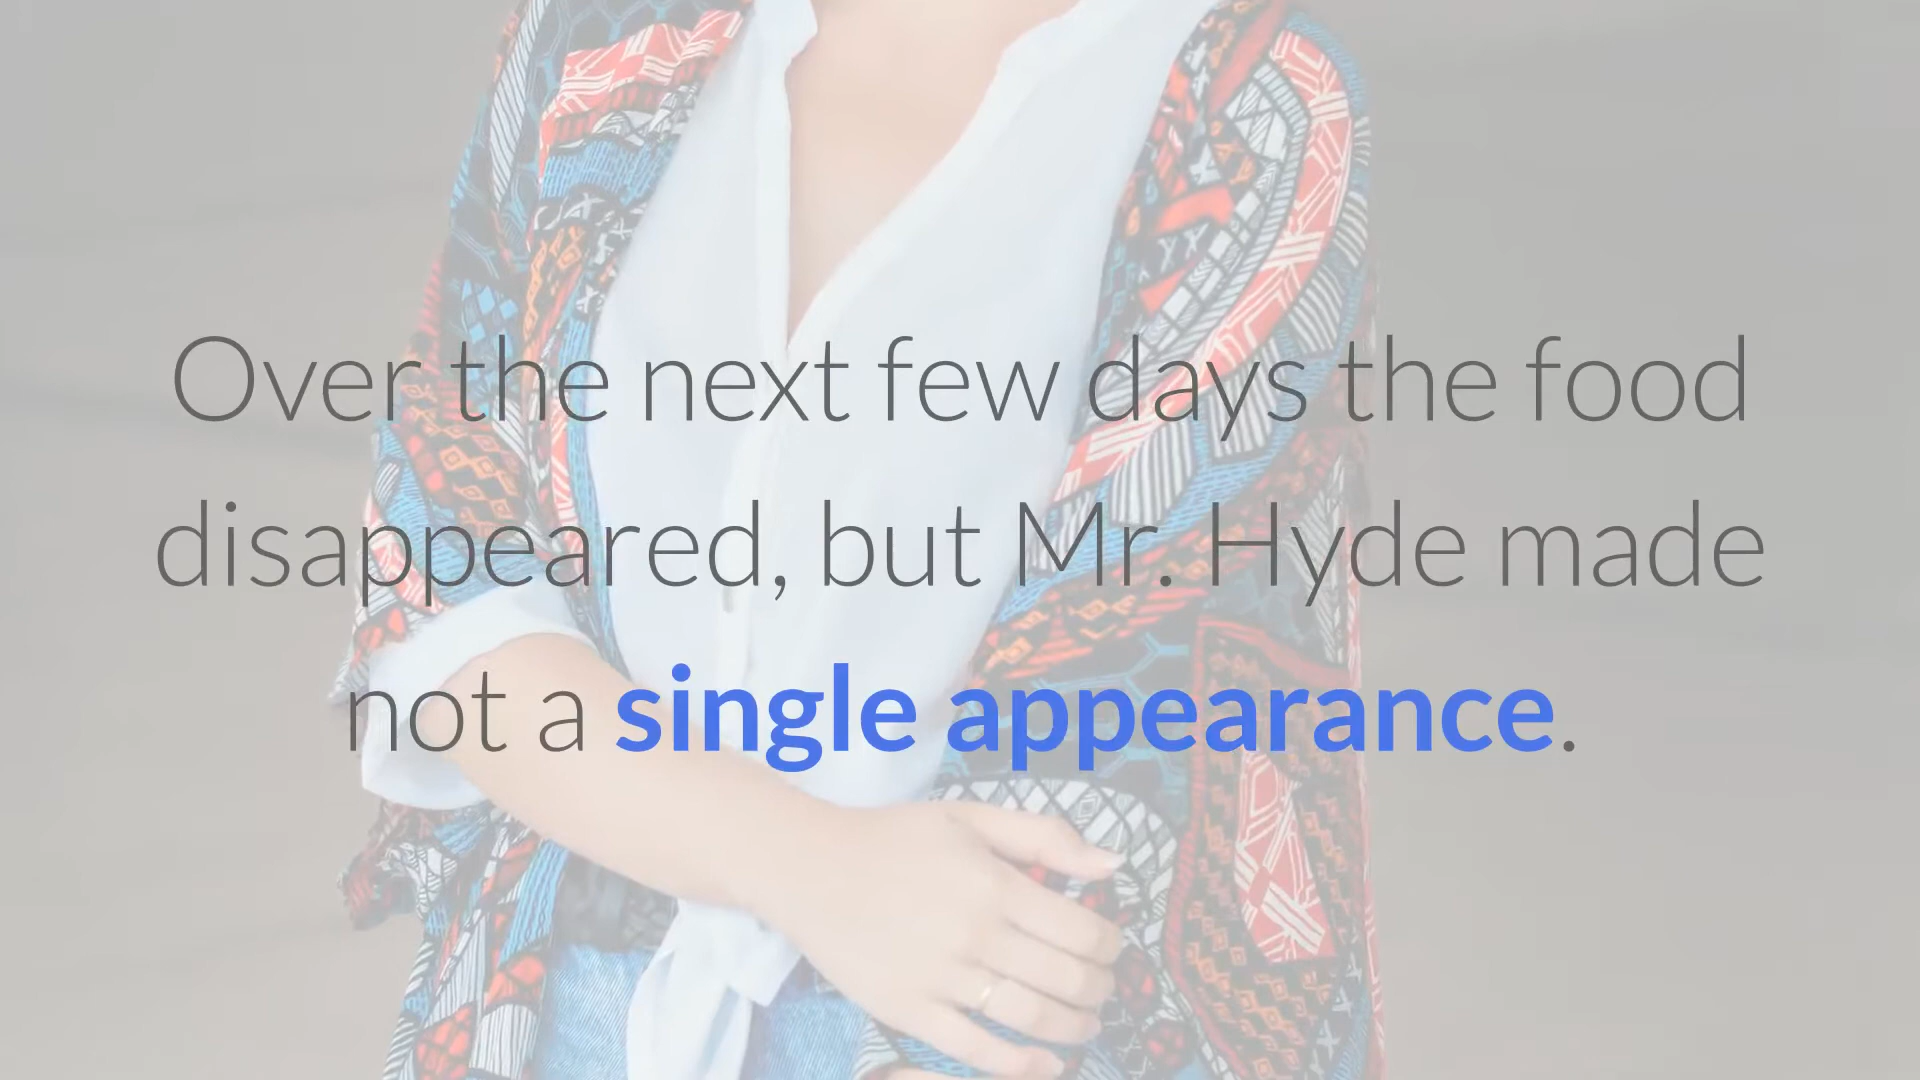 Over the next few days the food
disappeared, but Mr. Hyde made
not a single appearance.